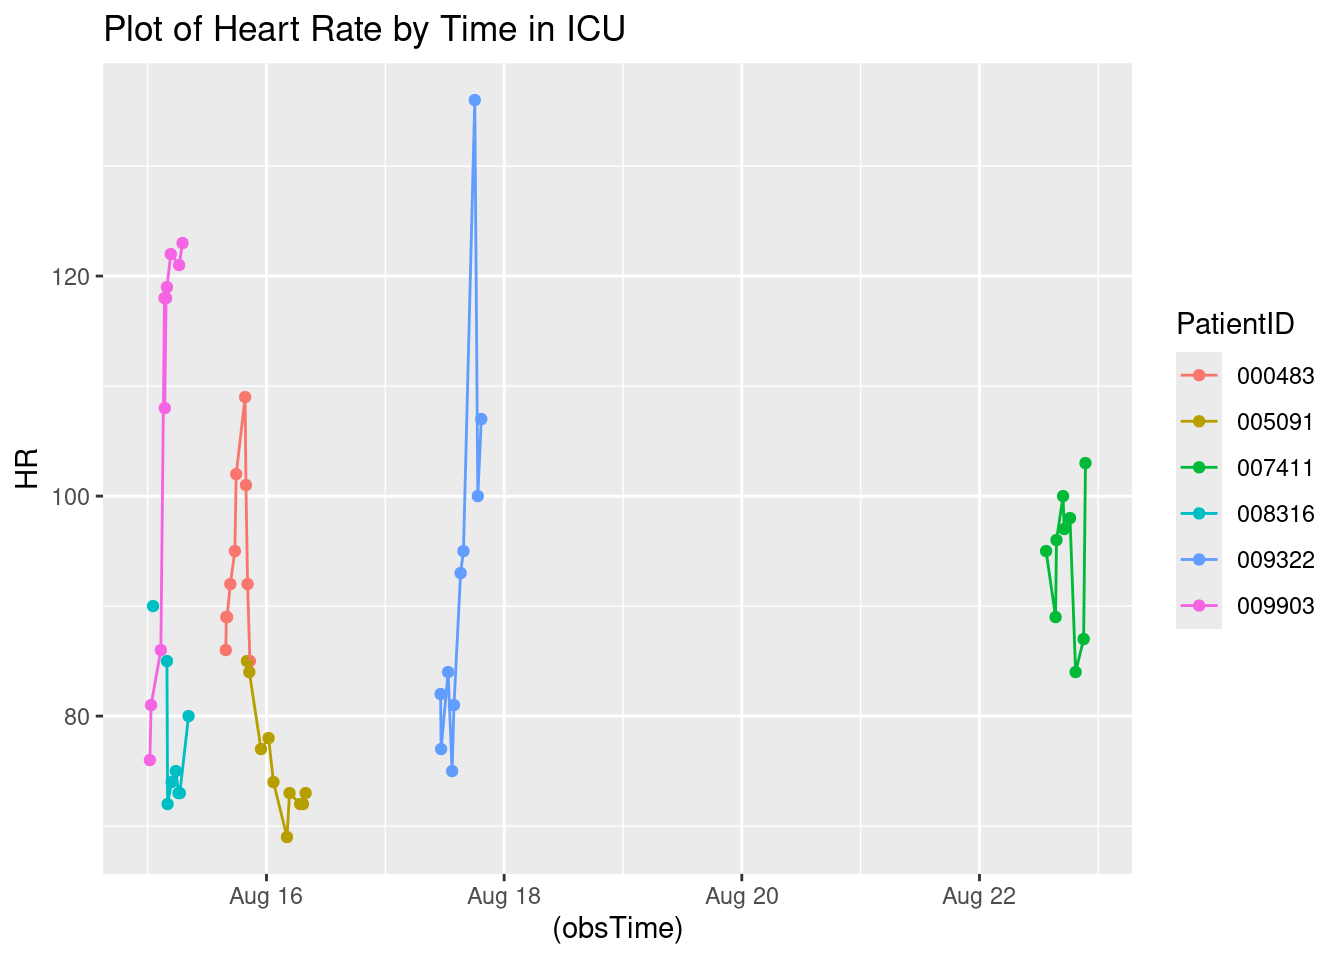 Plot of Heart Rate by Time in ICU
HR
120
100
80
Aug 16
Aug 18
Aug 20
Aug 22
(obsTime)
PatientID
000483
005091
007411
008316
009322
009903